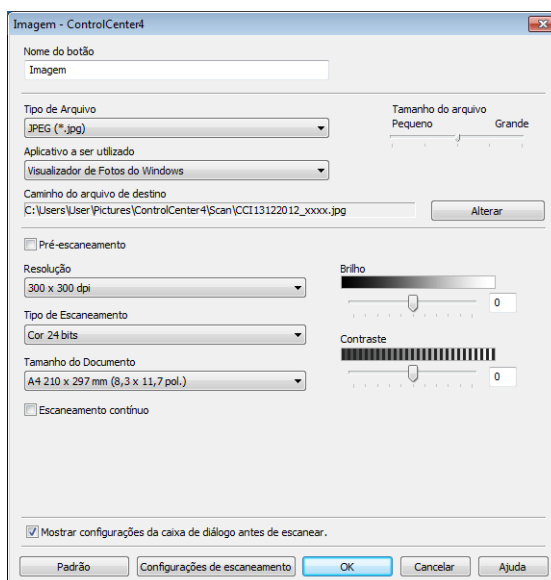 Imagem - ControlCenter4
Nome do botão
Imagem
Tipo de Arquivo
JPEG (*.jpg)
Tamanho do arquivo
Pequeno Grande
Aplicativo a ser utilizado
Visualizador de Fotos do Windows
Caminho do arquivo de destino
C:\Users\User\Pictures\ControlCenter4\Scan\CCI13122012_xxxx.jpg
Alterar
Pré-escaneamento
Resolução
300 x 300 dpi
Brilho
0
Tipo de Escaneamento
Cor 24 bits
Contraste
0
Tamanho do Documento
A4 210 x 297 mm (8,3 x 11,7 pol.)
Escaneamento contínuo
Mostrar configurações da caixa de diálogo antes de escanear.
Padrão Configurações de escaneamento OK Cancelar Ajuda